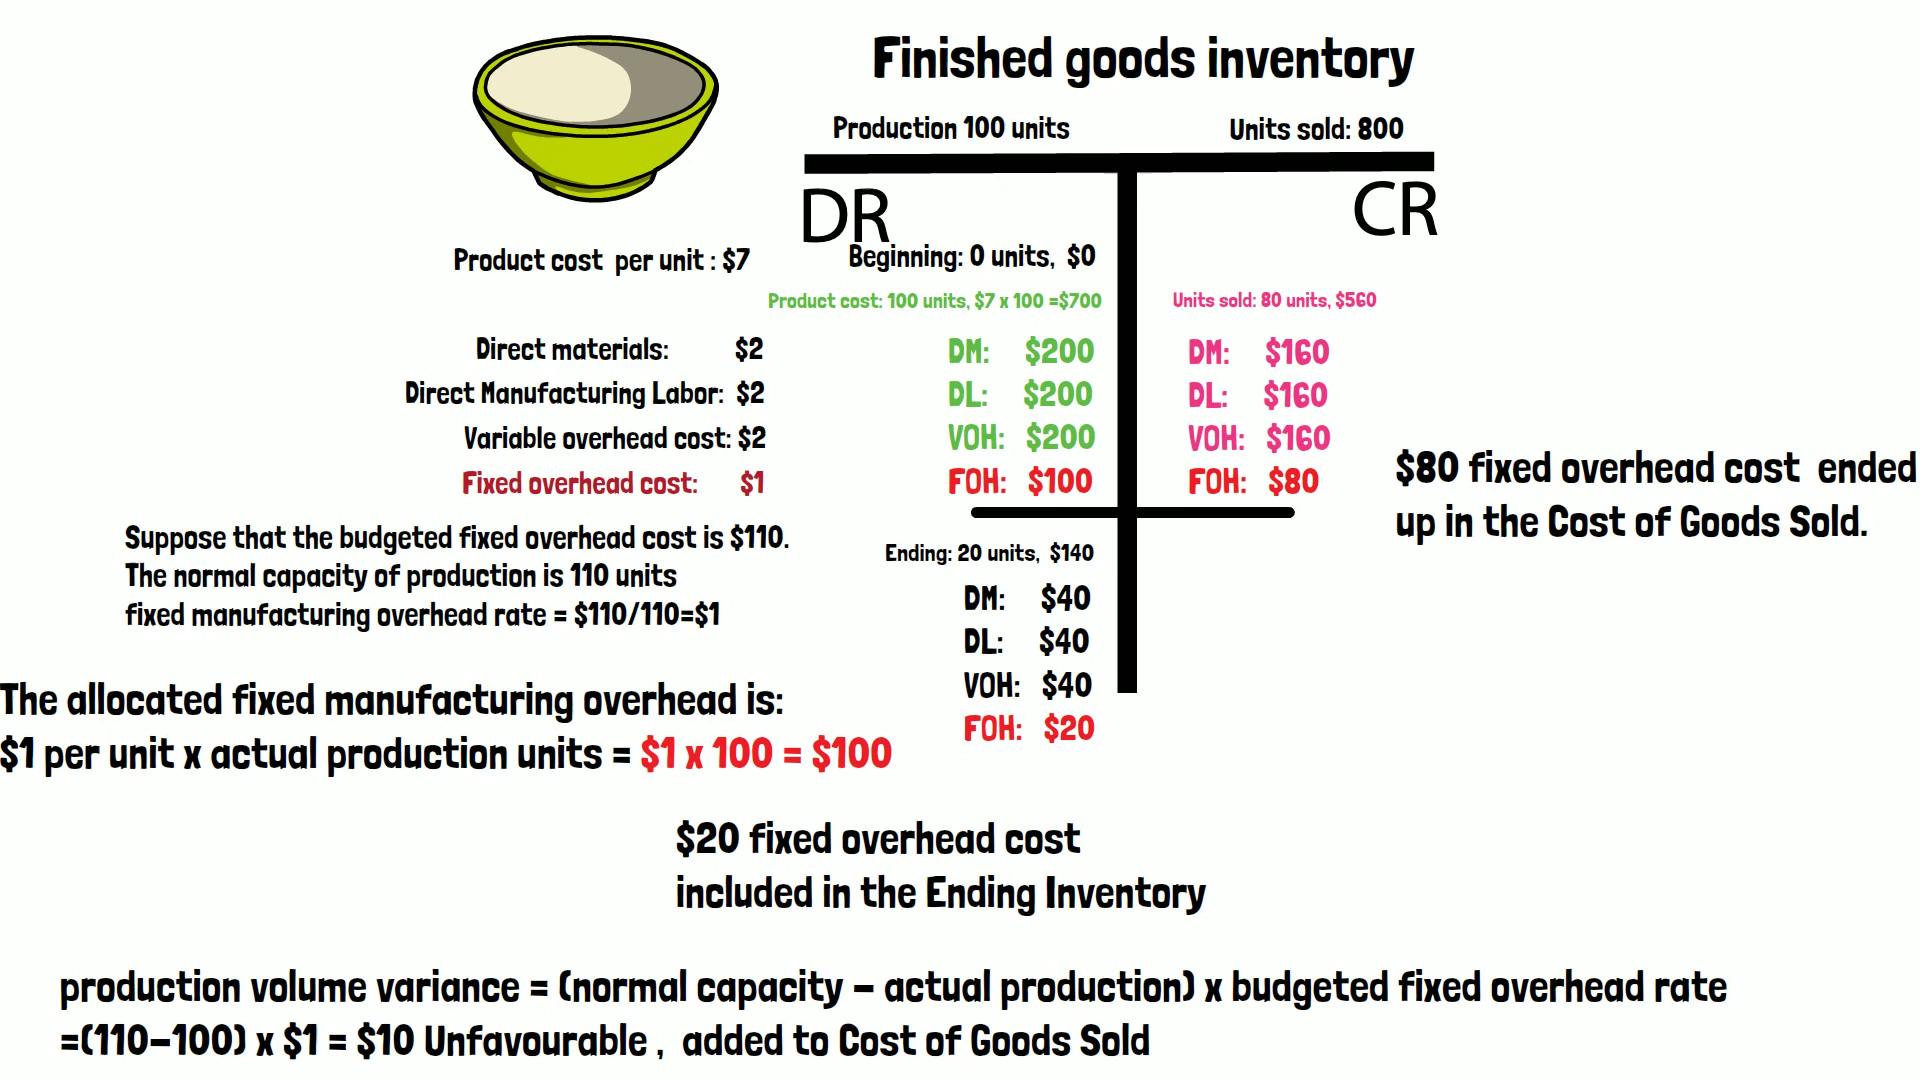 Finished goods inventory
Production 100 units
Units sold: 800
DR
CR
Product cost per unit : $7
Beginning: 0 units, $0
Product cost: 100 units, $7 x 100 =$700
Units sold: 80 units, $560
Direct materials: $2
DM: $200
DM: $160
Direct Manufacturing Labor: $2
DL: $200
DL: $160
Variable overhead cost: $2
VOH: $200
VOH: $160
Fixed overhead cost: $1
FOH: $100
FOH: $80
$80 fixed overhead cost ended
up in the Cost of Goods Sold.
Suppose that the budgeted fixed overhead cost is $110.
The normal capacity of production is 110 units
fixed manufacturing overhead rate = $110/110=$1
Ending: 20 units, $140
DM: $40
DL: $40
VOH: $40
FOH: $20
The allocated fixed manufacturing overhead is:
$1 per unit x actual production units = $1 x 100 = $100
$20 fixed overhead cost
included in the Ending Inventory
production volume variance = (normal capacity – actual production) x budgeted fixed overhead rate
=(110–100) x $1 = $10 Unfavourable , added to Cost of Goods Sold